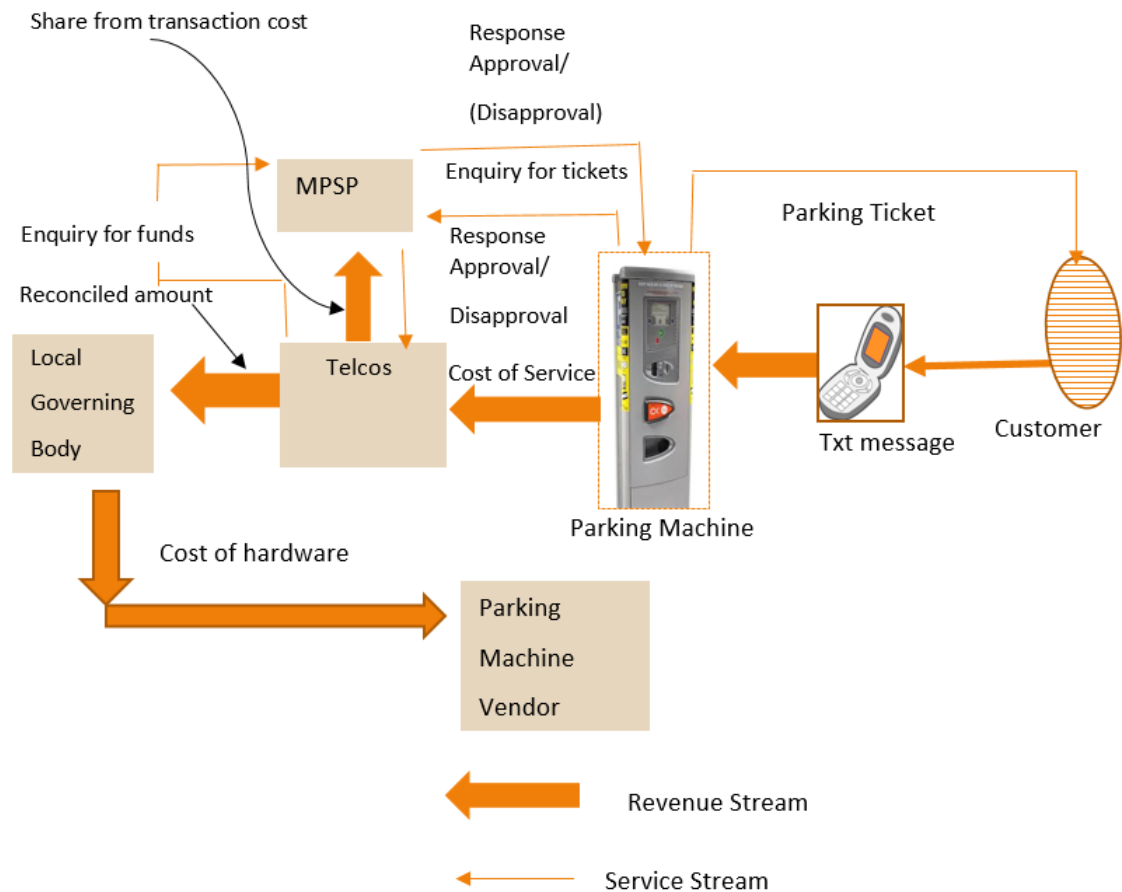 Share from transaction cost
Response
Approval/
(Disapproval)
MPSP
Enquiry for tickets
Parking Ticket
Enquiry for funds
Response
Approval/
Disapproval
Reconciled amount
Local
Governing
Body
Telcos
Cost of Service
Txt message
Customer
Parking Machine
Cost of hardware
Parking
Machine
Vendor
Revenue Stream
Service Stream